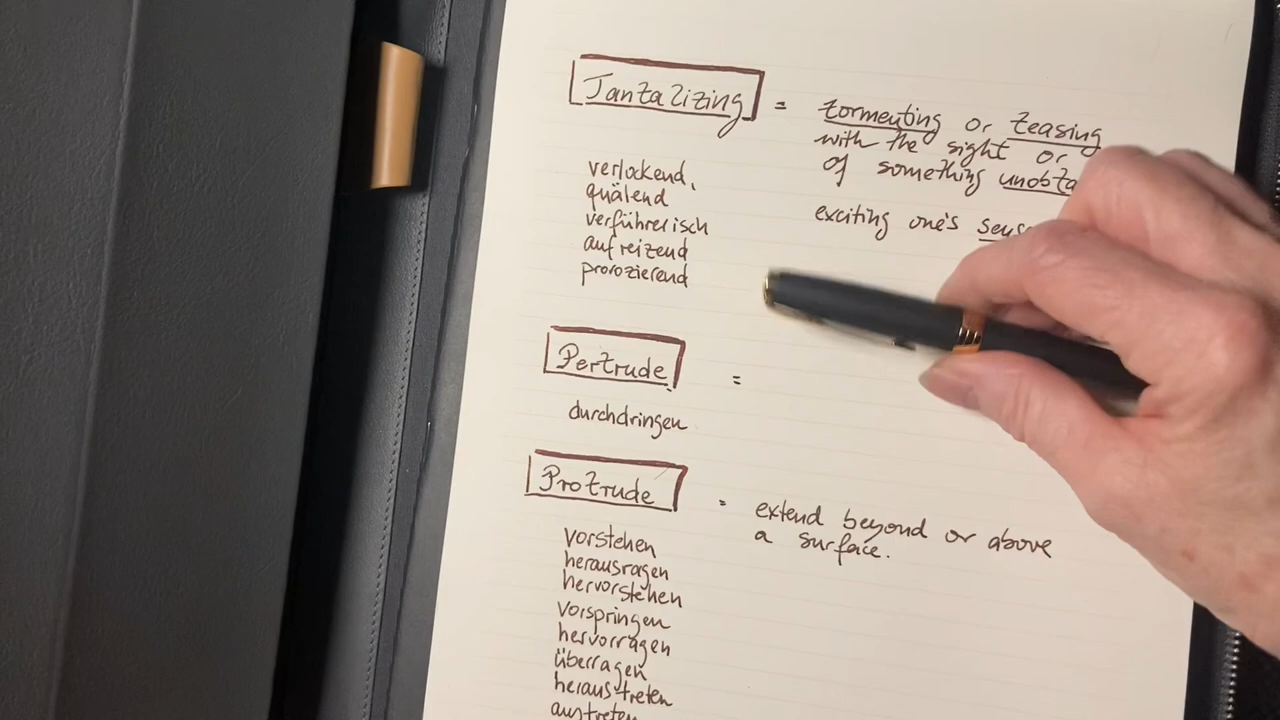 Tantalizing = tormenting or teasing
with the sight or
of something
exciting one's
verlockend,
quälend
verführerisch
aufreizend
provozierend
Pertrude =
durchdringen
Protrude = extend beyond or above
a surface.
vorstehen
herausragen
hervorstehen
vorspringen
hervorragen
überragen
heraustreten
austreten